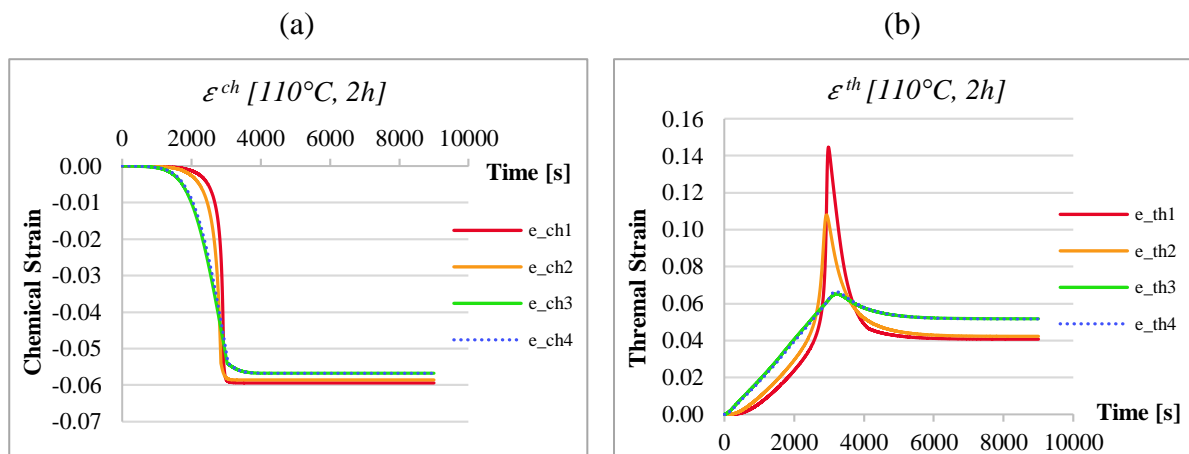 (a)
ε^ch [110°C, 2h]
0 2000 4000 6000 8000 10000
Time [s]
0.00
-0.01
-0.02
-0.03
-0.04
-0.05
-0.06
-0.07
Chemical Strain
e_ch1
e_ch2
e_ch3
e_ch4
(b)
ε^th [110°C, 2h]
0.16
0.14
0.12
0.10
0.08
0.06
0.04
0.02
0.00
Threnal Strain
e_th1
e_th2
e_th3
e_th4
Time [s]
0 2000 4000 6000 8000 10000